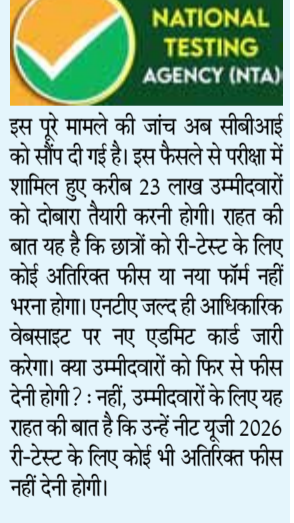 NATIONAL
TESTING
AGENCY (NTA)
इस पूरे मामले की जांच अब सीबीआई
को सौंप दी गई है। इस फैसले से परीक्षा में
शामिल हुए करीब 23 लाख उम्मीदवारों
को दोबारा तैयारी करनी होगी। राहत की
बात यह है कि छात्रों को री-टेस्ट के लिए
कोई अतिरिक्त फीस या नया फॉर्म नहीं
भरना होगा। एनटीए जल्द ही आधिकारिक
वेबसाइट पर नए एडमिट कार्ड जारी
करेगा। क्या उम्मीदवारों को फिर से फीस
देनी होगी? : नहीं, उम्मीदवारों के लिए यह
राहत की बात है कि उन्हें नीट यूजी 2026
री-टेस्ट के लिए कोई भी अतिरिक्त फीस
नहीं देनी होगी।